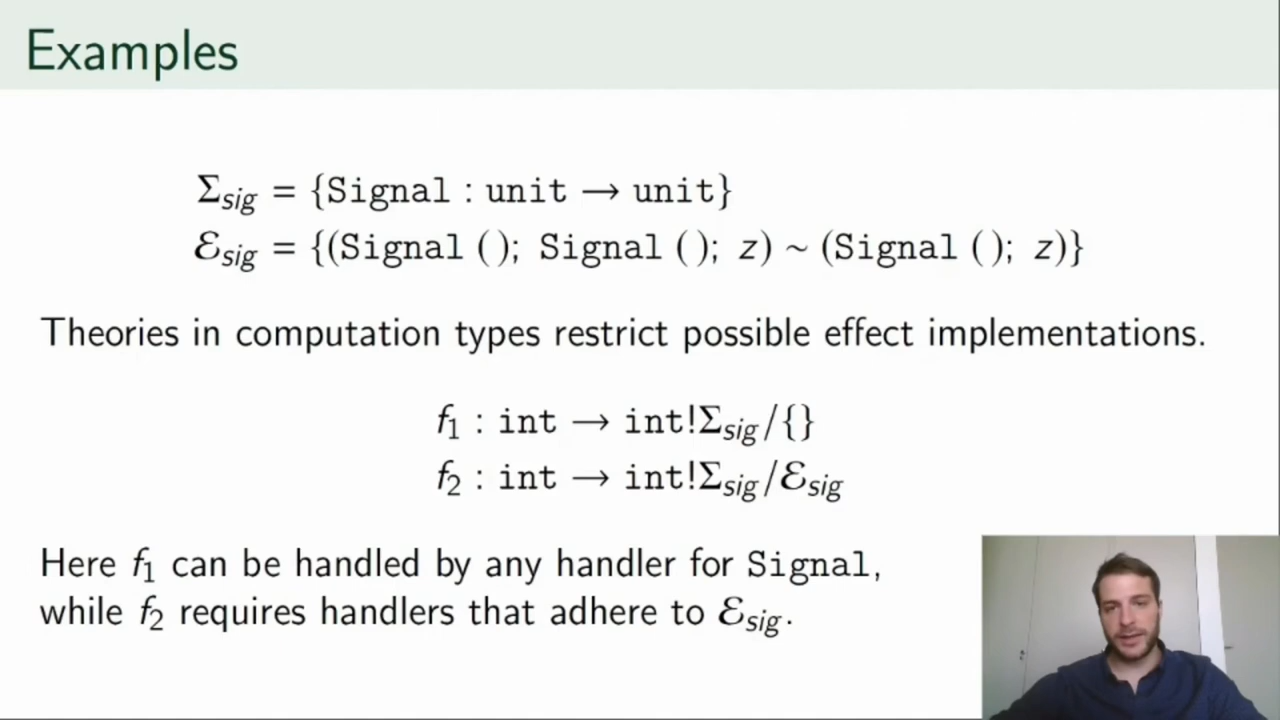 Examples
Σsig = {Signal : unit → unit}
ℰsig = {(Signal (); Signal (); z) ~ (Signal (); z)}
Theories in computation types restrict possible effect implementations.
f₁ : int → int!Σsig/{}
f₂ : int → int!Σsig/ℰsig
Here f₁ can be handled by any handler for Signal,
while f₂ requires handlers that adhere to ℰsig.